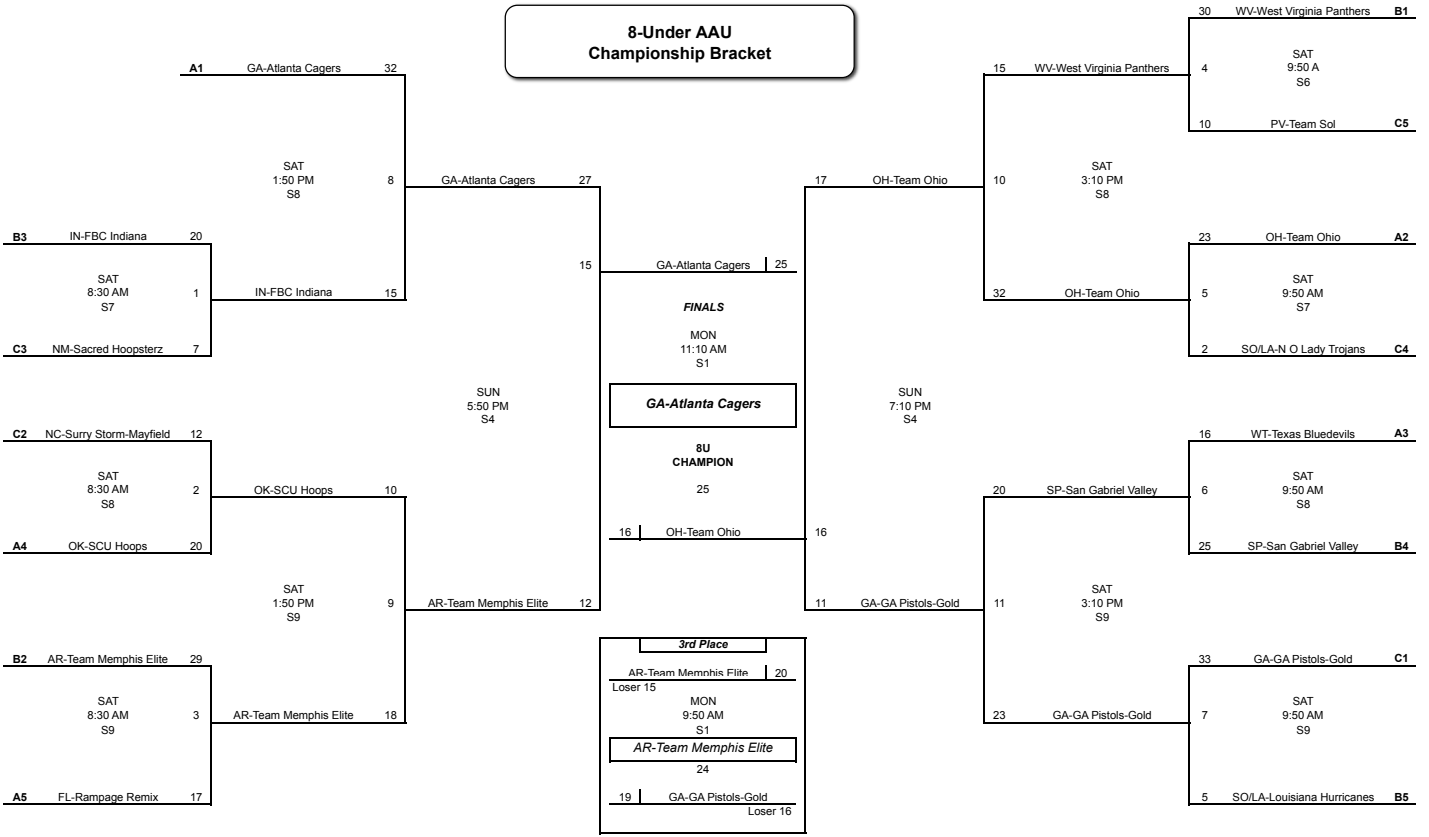 8-Under AAU
Championship Bracket
A1 GA-Atlanta Cagers 32
SAT
1:50 PM
S8
8
GA-Atlanta Cagers 27
B3 IN-FBC Indiana 20
SAT
8:30 AM
S7
1
IN-FBC Indiana 15
C3 NM-Sacred Hoopsterz 7
SUN
5:50 PM
S4
15
C2 NC-Surry Storm-Mayfield 12
SAT
8:30 AM
S8
2
OK-SCU Hoops 10
A4 OK-SCU Hoops 20
SAT
1:50 PM
S9
9
AR-Team Memphis Elite 12
B2 AR-Team Memphis Elite 29
SAT
8:30 AM
S9
3
AR-Team Memphis Elite 18
A5 FL-Rampage Remix 17
GA-Atlanta Cagers 25
FINALS
MON
11:10 AM
S1
GA-Atlanta Cagers
8U
CHAMPION
25
16 OH-Team Ohio
3rd Place
AR-Team Memphis Elite 20
Loser 15
MON
9:50 AM
S1
AR-Team Memphis Elite
24
19 GA-GA Pistols-Gold
Loser 16
30 WV-West Virginia Panthers B1
SAT
9:50 A
S6
4
15 WV-West Virginia Panthers
10 PV-Team Sol C5
SAT
3:10 PM
S8
10
17 OH-Team Ohio
23 OH-Team Ohio A2
SAT
9:50 AM
S7
5
32 OH-Team Ohio
2 SO/LA-N O Lady Trojans C4
SUN
7:10 PM
S4
16
16 WT-Texas Bluedevils A3
SAT
9:50 AM
S8
6
20 SP-San Gabriel Valley
25 SP-San Gabriel Valley B4
SAT
3:10 PM
S9
11
11 GA-GA Pistols-Gold
33 GA-GA Pistols-Gold C1
SAT
9:50 AM
S9
7
23 GA-GA Pistols-Gold
5 SO/LA-Louisiana Hurricanes B5